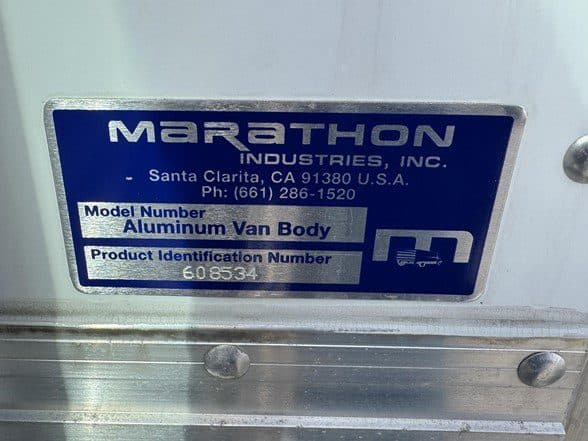 MARATHON
INDUSTRIES, INC.
Santa Clarita, CA 91380 U.S.A.
Ph: (661) 286-1520
Model Number
Aluminum Van Body
Product Identification Number
608534